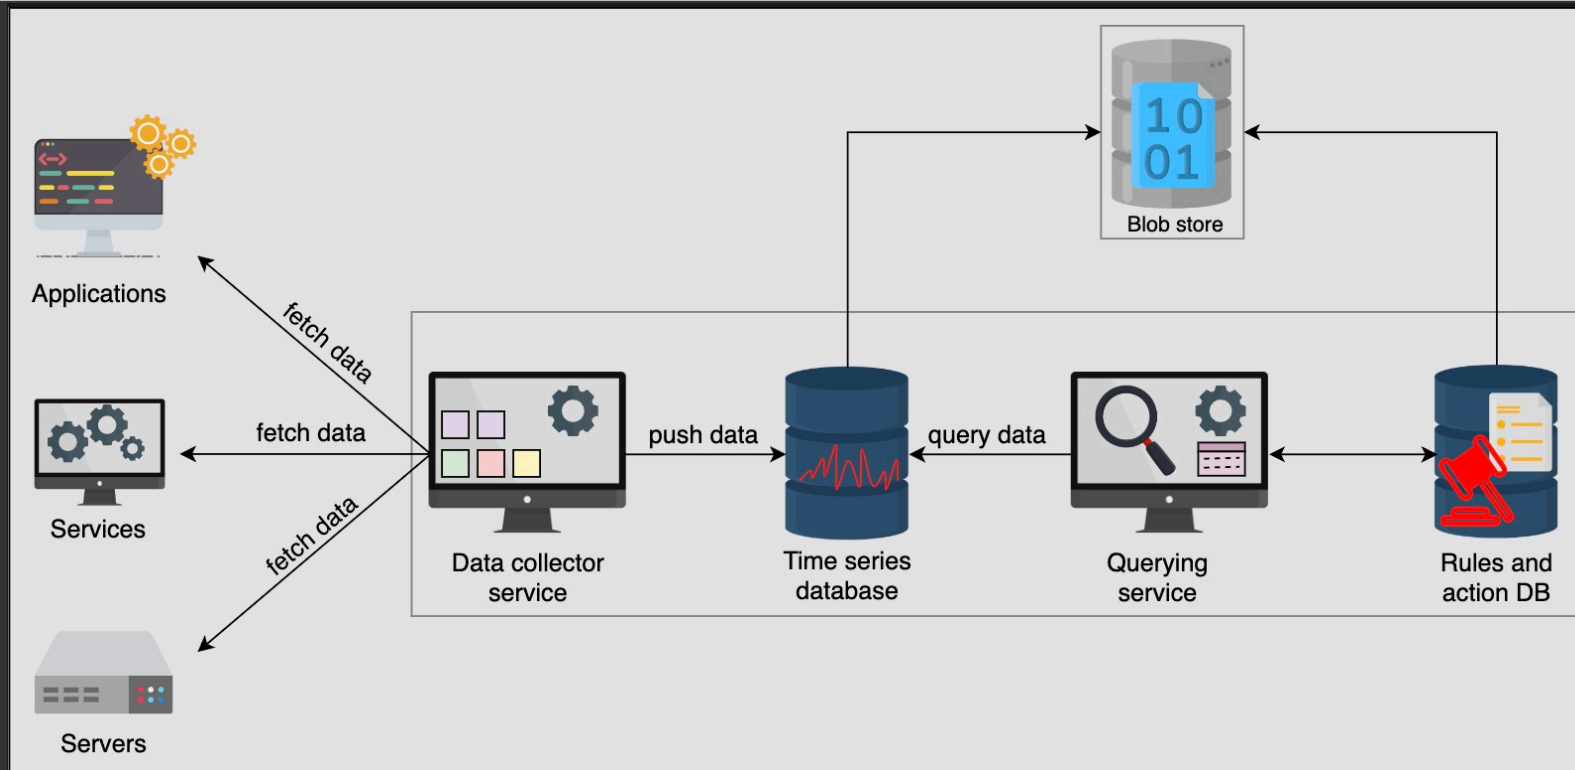 10
01
Blob store
Applications
fetch data
fetch data
fetch data
Services
Servers
push data
query data
Data collector
service
Time series
database
Querying
service
Rules and
action DB